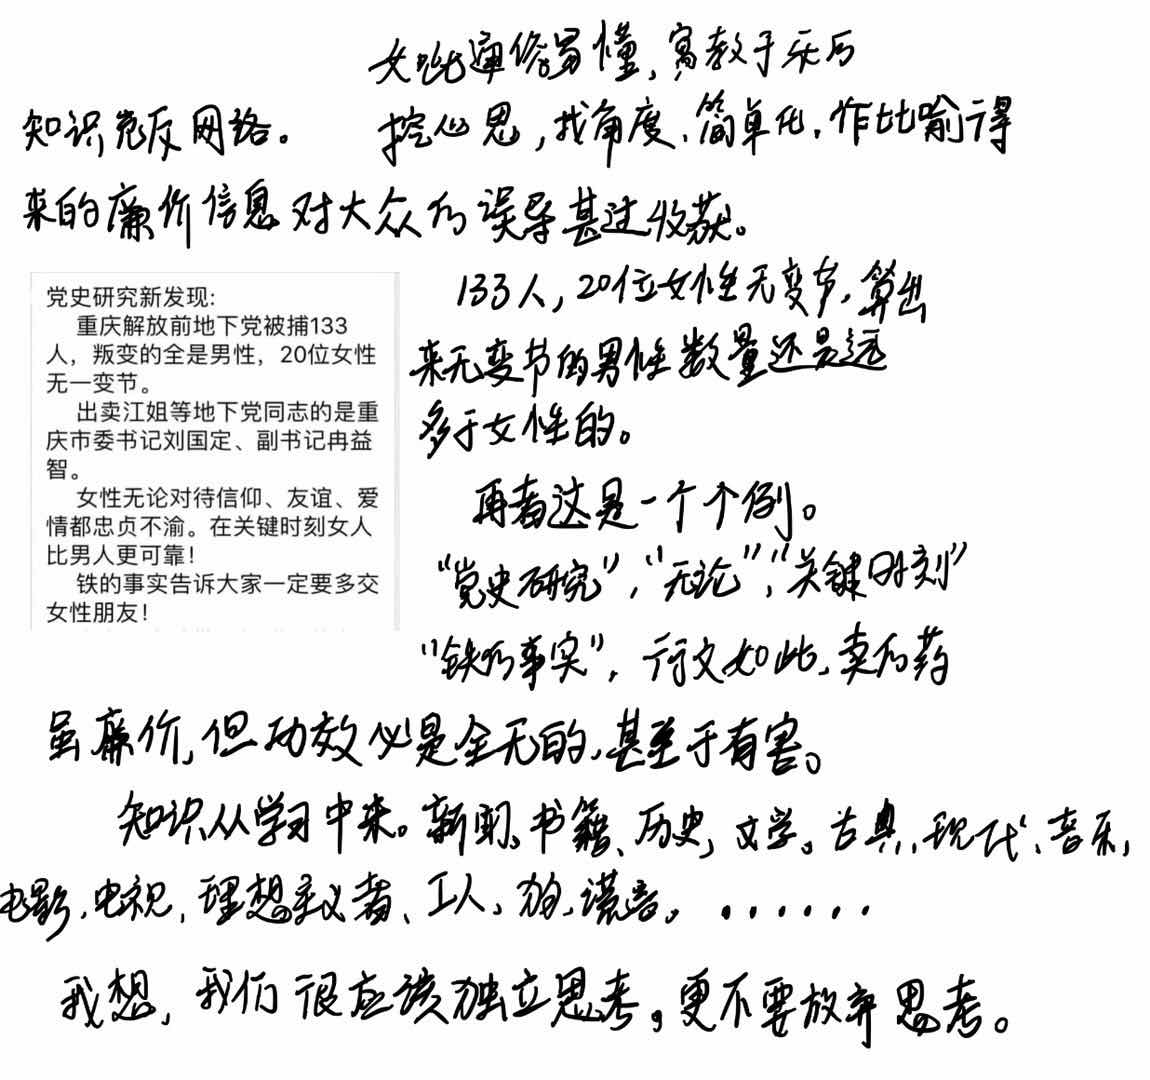 如此通俗易懂,寓教于乐的
知识充斥网络。 挖心思,找角度、简单化,作比喻得
来的廉价信息对大众的误导甚过收获。
党史研究新发现:
重庆解放前地下党被捕133
人，叛变的全是男性，20位女性
无一变节。
出卖江姐等地下党同志的是重
庆市委书记刘国定、副书记冉益
智。
女性无论对待信仰、友谊、爱
情都忠贞不渝。在关键时刻女人
比男人更可靠！
铁的事实告诉大家一定要多交
女性朋友！
133人,20位女性无变节,算出
来无变节的男性数量还是远
多于女性的。
再者这是一个个例。
“党史研究”,“无论”,“关键时刻”
“铁的事实”,行文如此,卖的药
虽廉价,但功效必是全无的,甚至于有害。
知识从学习中来。新闻、书籍、历史,文学。古典,现代、音乐,
电影,电视,理想主义者、工人,狗,谎言。······
我想,我们很应该独立思考,更不要放弃思考。